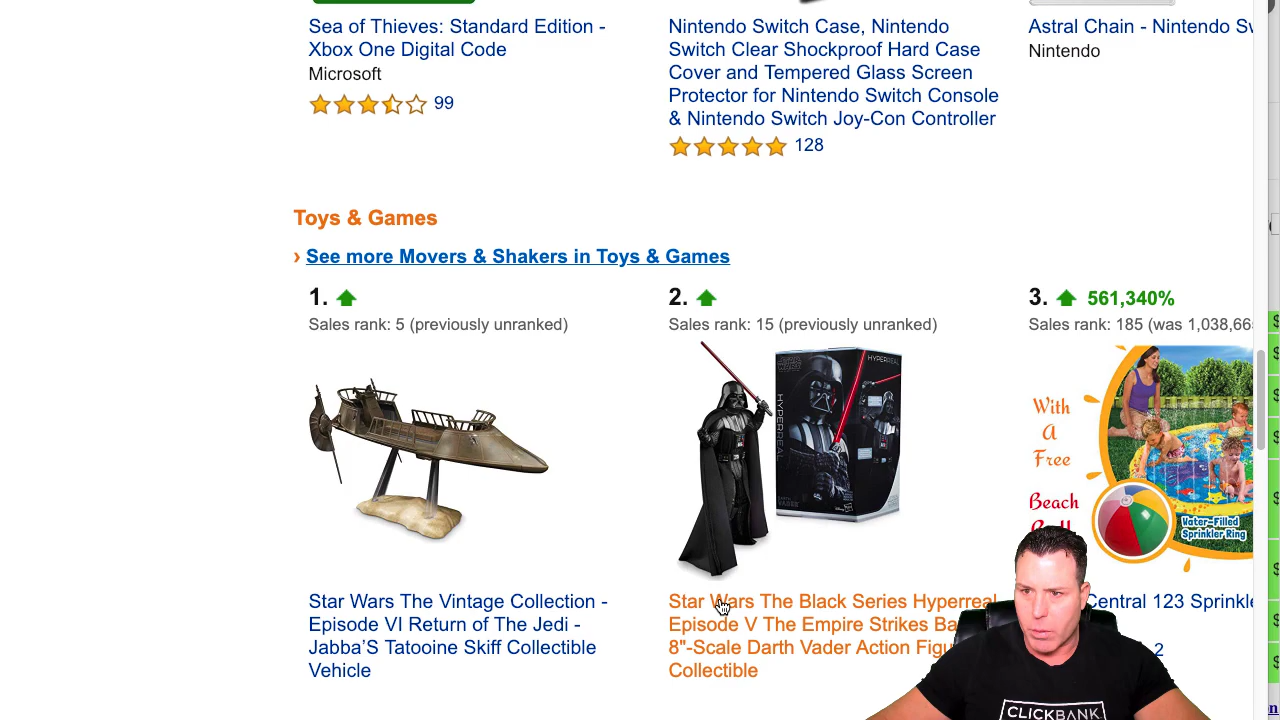 Sea of Thieves: Standard Edition -
Xbox One Digital Code
Microsoft
99
Nintendo Switch Case, Nintendo
Switch Clear Shockproof Hard Case
Cover and Tempered Glass Screen
Protector for Nintendo Switch Console
& Nintendo Switch Joy-Con Controller
128
Astral Chain - Nintendo
Nintendo
Toys & Games
› See more Movers & Shakers in Toys & Games
1.
Sales rank: 5 (previously unranked)
2.
Sales rank: 15 (previously unranked)
3. 561,340%
Sales rank: 185 (was 1,038,66
STAR WARS
HYPERREAL
HYPERREAL
With
A
Free
Beach
Water-Filled
Sprinkler Ring
Star Wars The Vintage Collection -
Episode VI Return of The Jedi -
Jabba’S Tatooine Skiff Collectible
Vehicle
Star Wars The Black Series Hyperreal
Episode V The Empire Strikes
8"-Scale Darth Vader Action
Collectible
Central 123
2
CLICKBANK